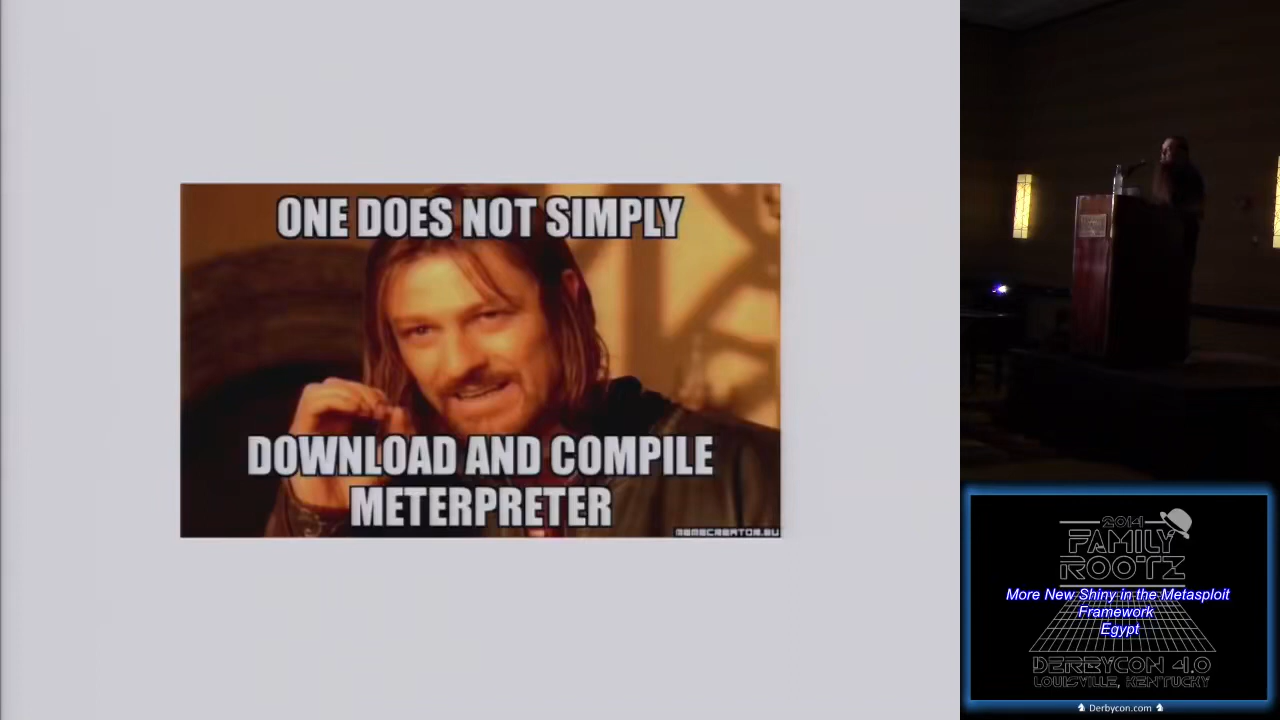 ONE DOES NOT SIMPLY
DOWNLOAD AND COMPILE
METERPRETER
MEMECREATOR.EU
2014
FAMILY
ROOTZ
More New Shiny in the Metasploit
Framework
Egypt
DERBYCON 4.0
LOUISVILLE, KENTUCKY
Derbycon.com